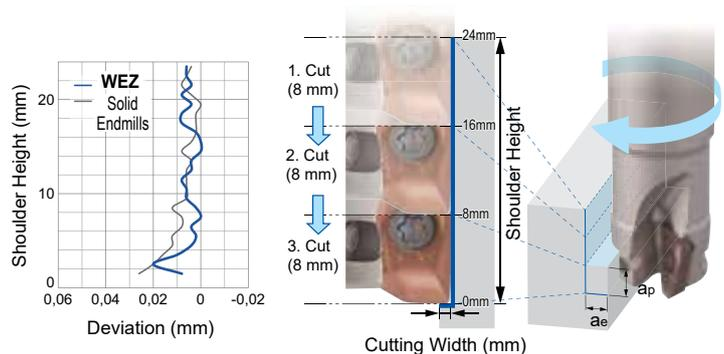 WEZ
Solid
Endmills
Shoulder Height (mm)
20
10
0
0,06
0,04
0,02
0
-0,02
Deviation (mm)
1. Cut
(8 mm)
2. Cut
(8 mm)
3. Cut
(8 mm)
24mm
16mm
8mm
0mm
Shoulder Height
Cutting Width (mm)
ap
ae